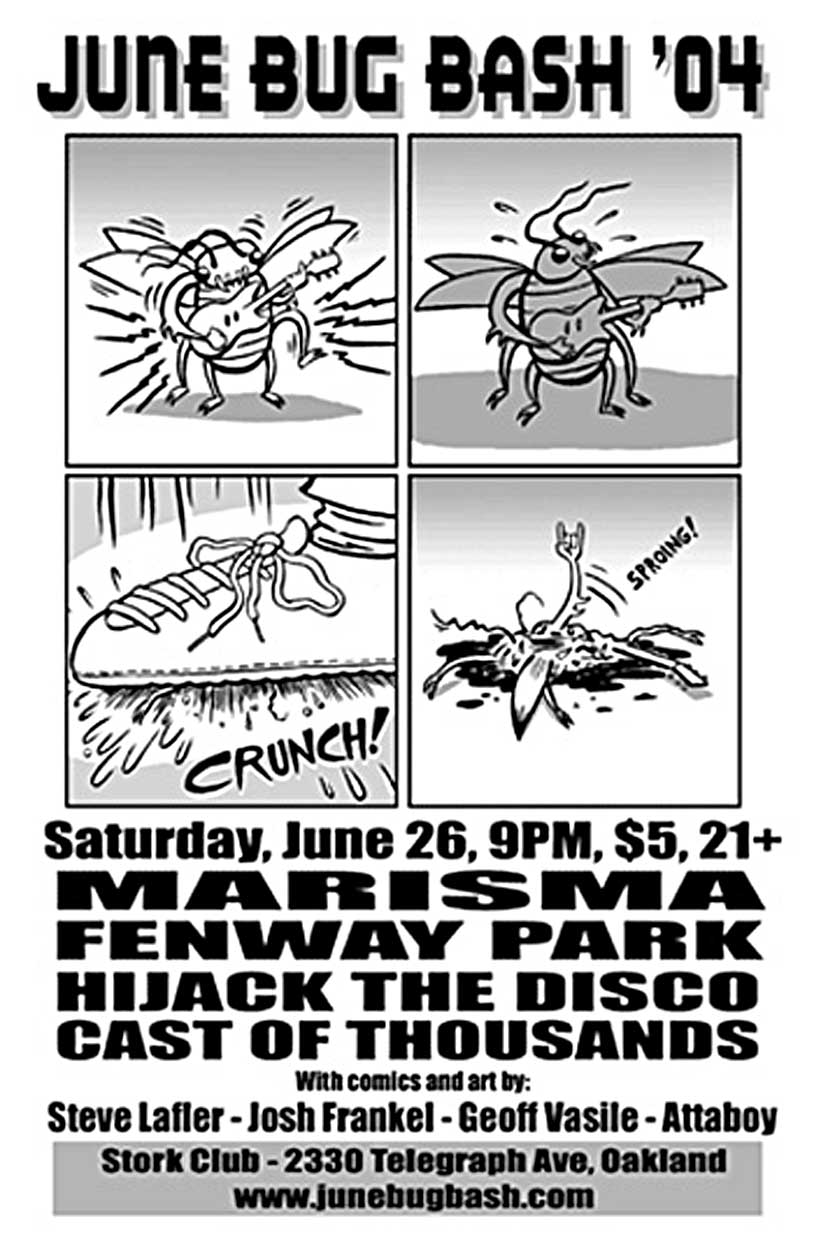 JUNE BUG BASH '04
SPROING!
CRUNCH!
Saturday, June 26, 9PM, $5, 21+
MARISMA
FENWAY PARK
HIJACK THE DISCO
CAST OF THOUSANDS
With comics and art by:
Steve Lafler - Josh Frankel - Geoff Vasile - Attaboy
Stork Club - 2330 Telegraph Ave, Oakland
www.junebugbash.com